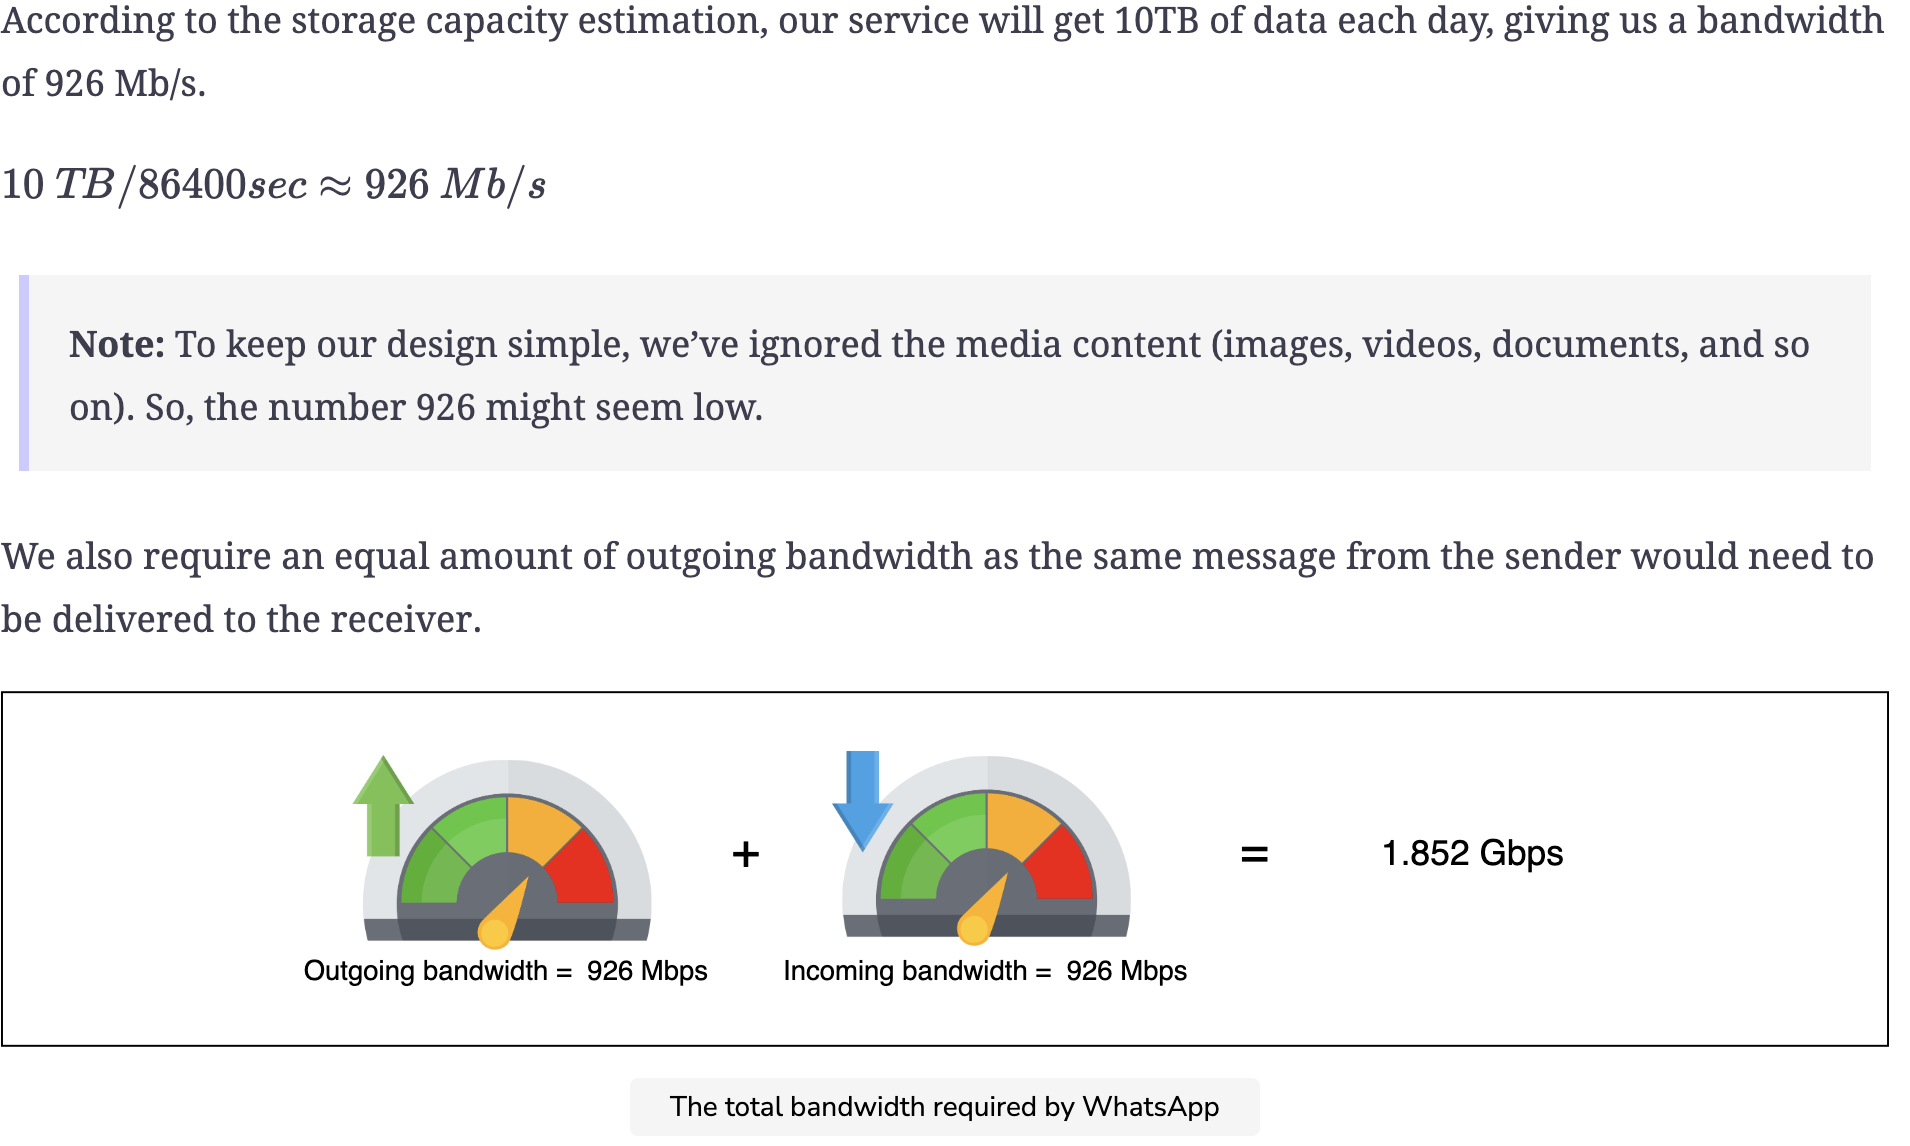 According to the storage capacity estimation, our service will get 10TB of data each day, giving us a bandwidth
of 926 Mb/s.
10 TB/86400sec ≈ 926 Mb/s
Note: To keep our design simple, we’ve ignored the media content (images, videos, documents, and so
on). So, the number 926 might seem low.
We also require an equal amount of outgoing bandwidth as the same message from the sender would need to
be delivered to the receiver.
+ = 1.852 Gbps
Outgoing bandwidth = 926 Mbps
Incoming bandwidth = 926 Mbps
The total bandwidth required by WhatsApp